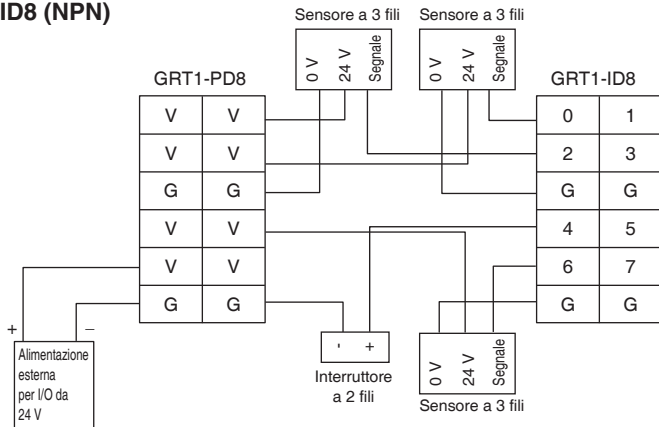 ID8 (NPN)
Sensore a 3 fili
Sensore a 3 fili
0 V
24 V
Segnale
0 V
24 V
Segnale
GRT1-PD8
GRT1-ID8
V V
V V
G G
V V
V V
G G
0 1
2 3
G G
4 5
6 7
G G
+ –
Alimentazione
esterna
per I/O da
24 V
- +
Interruttore
a 2 fili
0 V
24 V
Segnale
Sensore a 3 fili